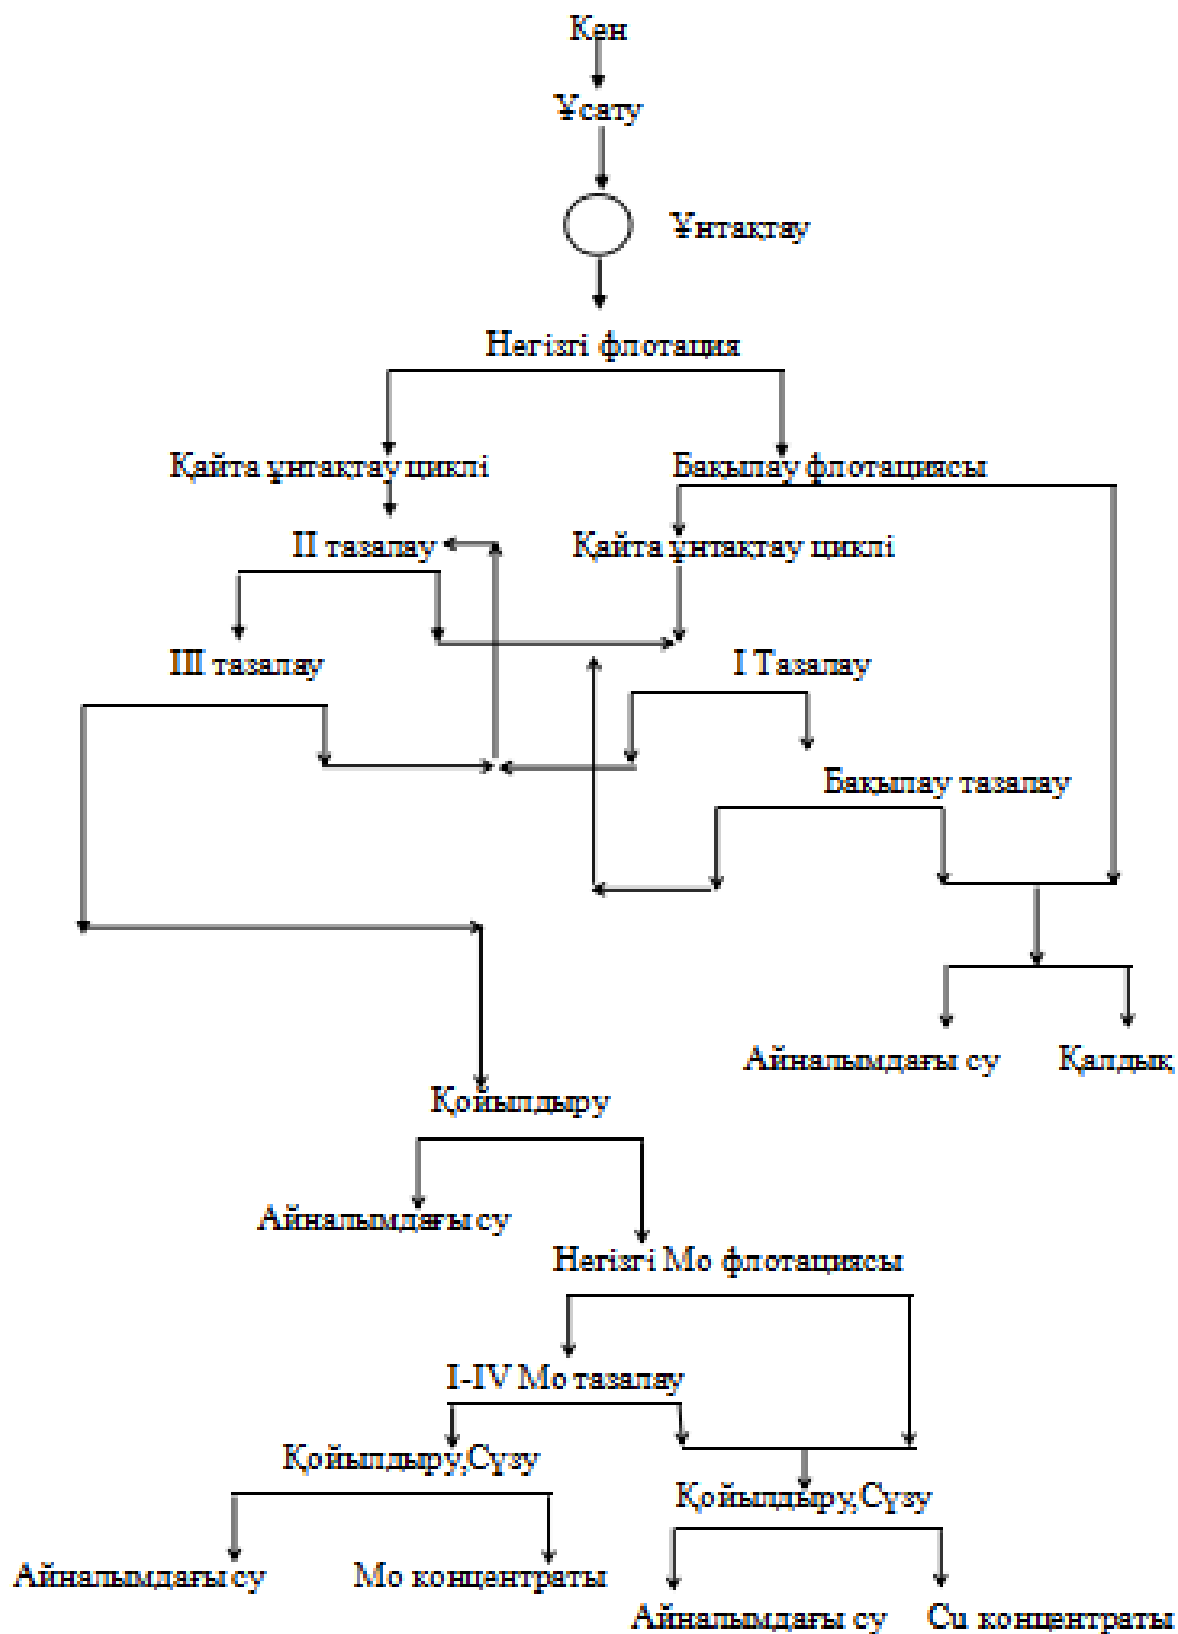 Кен
Ұсату
Ұнтақтау
Негізгі флотация
Қайта ұнтақтау циклі
Бақылау флотациясы
II тазалау
Қайта ұнтақтау циклі
III тазалау
I Тазалау
Бақылау тазалау
Айналымдағы су
Қалдық
Қойылдыру
Айналымдағы су
Негізгі Мо флотациясы
I-IV Мо тазалау
Қойылдыру,Сүзу
Қойылдыру,Сүзу
Айналымдағы су
Мо концентраты
Айналымдағы су
Cu концентраты